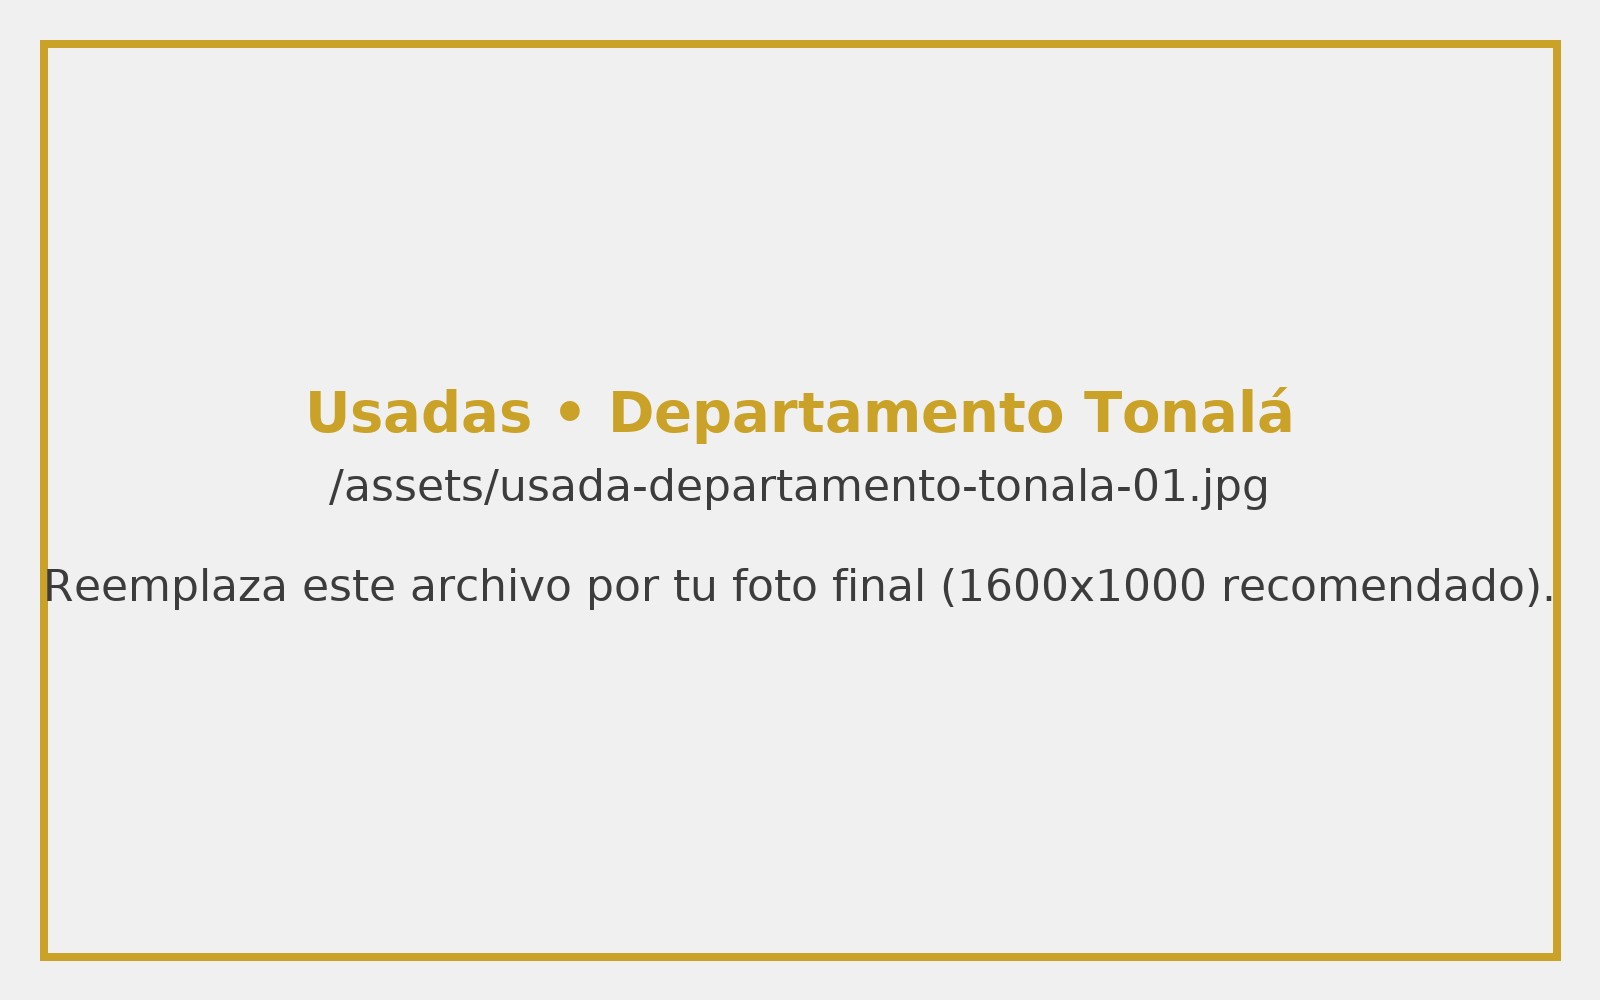 Usadas • Departamento Tonalá
/assets/usada-departamento-tonala-01.jpg
Reemplaza este archivo por tu foto final (1600x1000 recomendado).